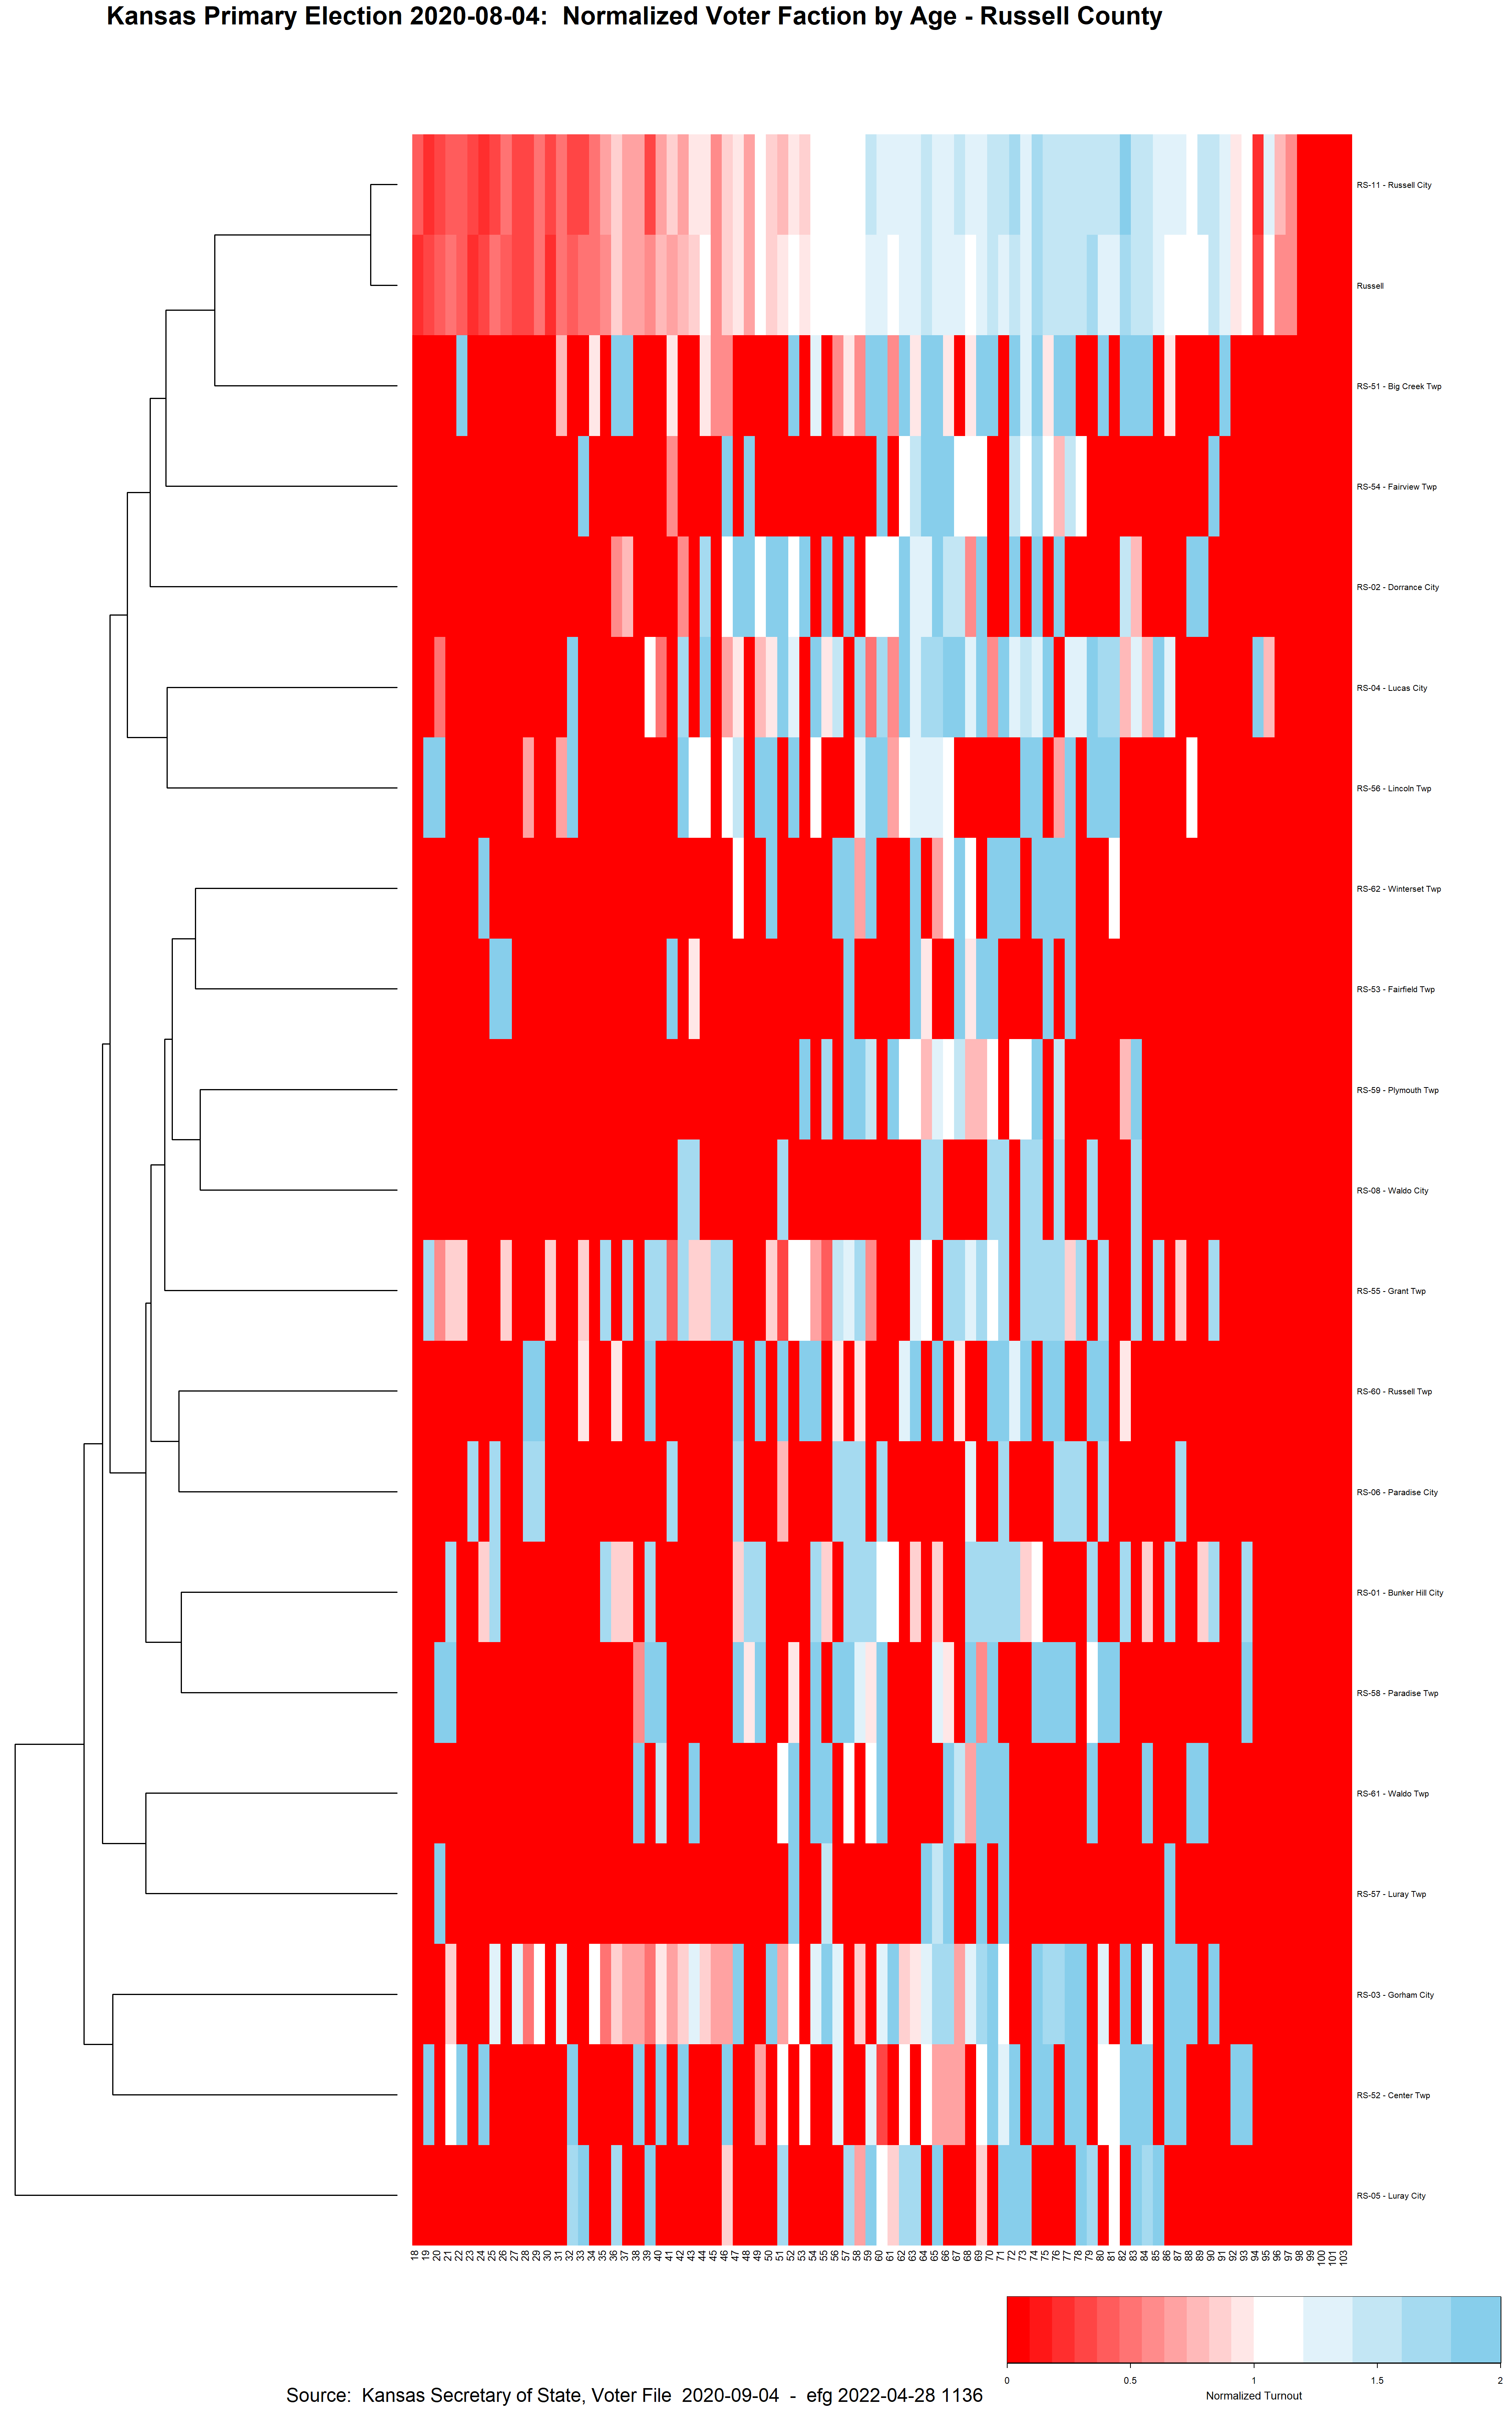 Kansas Primary Election 2020-08-04:  Normalized Voter Faction by Age - Russell County
RS-11 - Russell City
Russell
RS-51 - Big Creek Twp
RS-54 - Fairview Twp
RS-02 - Dorrance City
RS-04 - Lucas City
RS-56 - Lincoln Twp
RS-62 - Winterset Twp
RS-53 - Fairfield Twp
RS-59 - Plymouth Twp
RS-08 - Waldo City
RS-55 - Grant Twp
RS-60 - Russell Twp
RS-06 - Paradise City
RS-01 - Bunker Hill City
RS-58 - Paradise Twp
RS-61 - Waldo Twp
RS-57 - Luray Twp
RS-03 - Gorham City
RS-52 - Center Twp
RS-05 - Luray City
18 19 20 21 22 23 24 25 26 27 28 29 30 31 32 33 34 35 36 37 38 39 40 41 42 43 44 45 46 47 48 49 50 51 52 53 54 55 56 57 58 59 60 61 62 63 64 65 66 67 68 69 70 71 72 73 74 75 76 77 78 79 80 81 82 83 84 85 86 87 88 89 90 91 92 93 94 95 96 97 98 99 100 101 103
0 0.5 1 1.5 2
Normalized Turnout
Source:  Kansas Secretary of State, Voter File  2020-09-04  -  efg 2022-04-28 1136